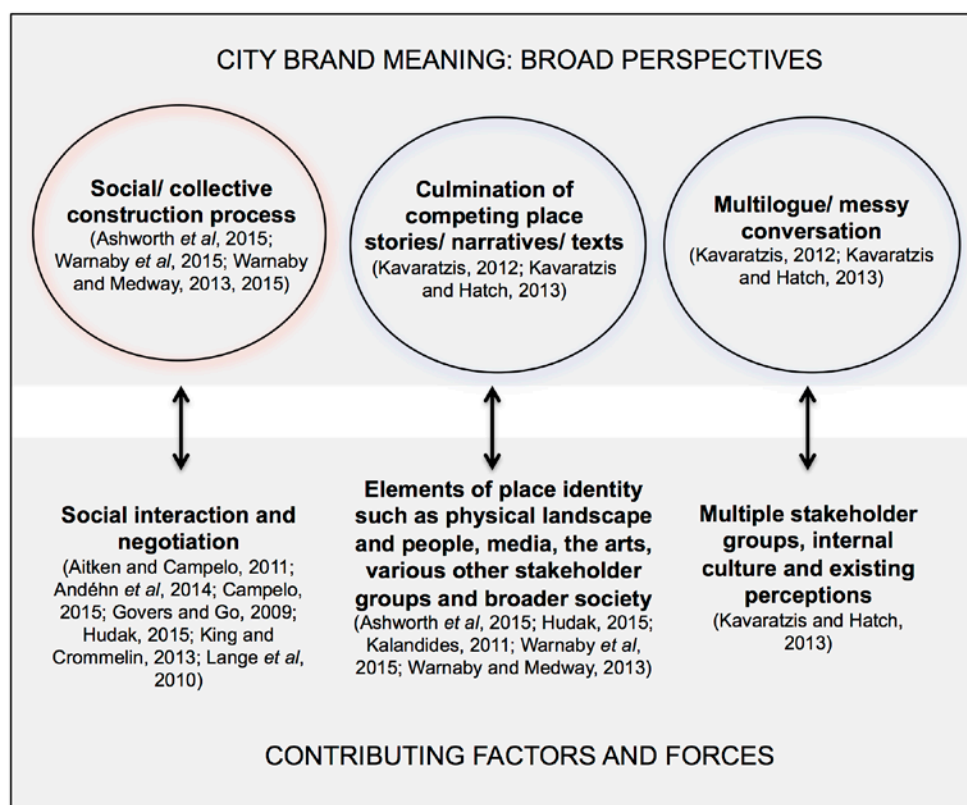 CITY BRAND MEANING: BROAD PERSPECTIVES
Social/ collective
construction process
(Ashworth et al, 2015;
Warnaby et al, 2015; Warnaby
and Medway, 2013, 2015)
Culmination of
competing place
stories/ narratives/ texts
(Kavaratzis, 2012; Kavaratzis
and Hatch, 2013)
Multilogue/ messy
conversation
(Kavaratzis, 2012; Kavaratzis
and Hatch, 2013)
Social interaction and
negotiation
(Aitken and Campelo, 2011;
Andéhn et al, 2014; Campelo,
2015; Govers and Go, 2009;
Hudak, 2015; King and
Crommelin, 2013; Lange et al,
2010)
Elements of place identity
such as physical landscape
and people, media, the arts,
various other stakeholder
groups and broader society
(Ashworth et al, 2015; Hudak, 2015;
Kalandides, 2011; Warnaby et al,
2015; Warnaby and Medway, 2013)
Multiple stakeholder
groups, internal
culture and existing
perceptions
(Kavaratzis and Hatch,
2013)
CONTRIBUTING FACTORS AND FORCES